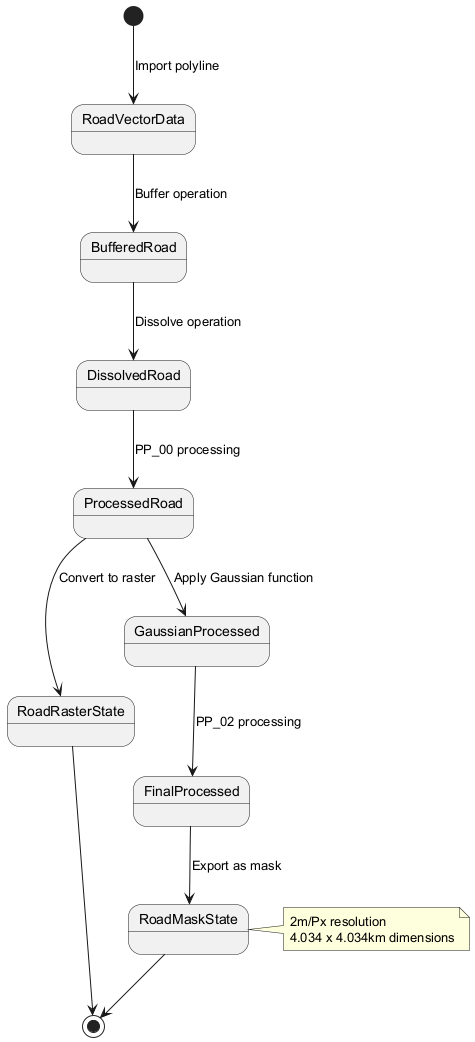 Import polyline
RoadVectorData
Buffer operation
BufferedRoad
Dissolve operation
DissolvedRoad
PP_00 processing
ProcessedRoad
Convert to raster
Apply Gaussian function
GaussianProcessed
RoadRasterState
PP_02 processing
FinalProcessed
Export as mask
RoadMaskState
2m/Px resolution
4.034 x 4.034km dimensions